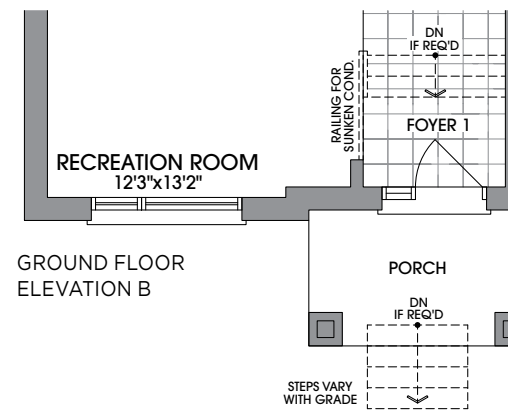 DN
IF REQ'D
RAILING FOR
SUNKEN COND.
FOYER 1
RECREATION ROOM
12'3"x13'2"
GROUND FLOOR
ELEVATION B
PORCH
DN
IF REQ'D
STEPS VARY
WITH GRADE